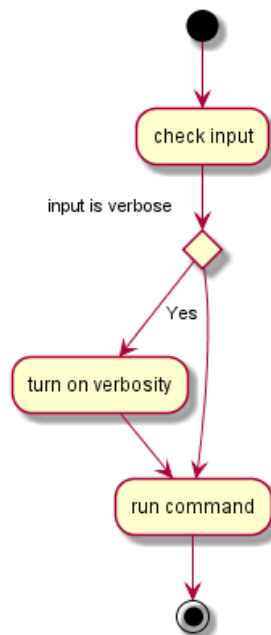 check input
input is verbose
Yes
turn on verbosity
run command